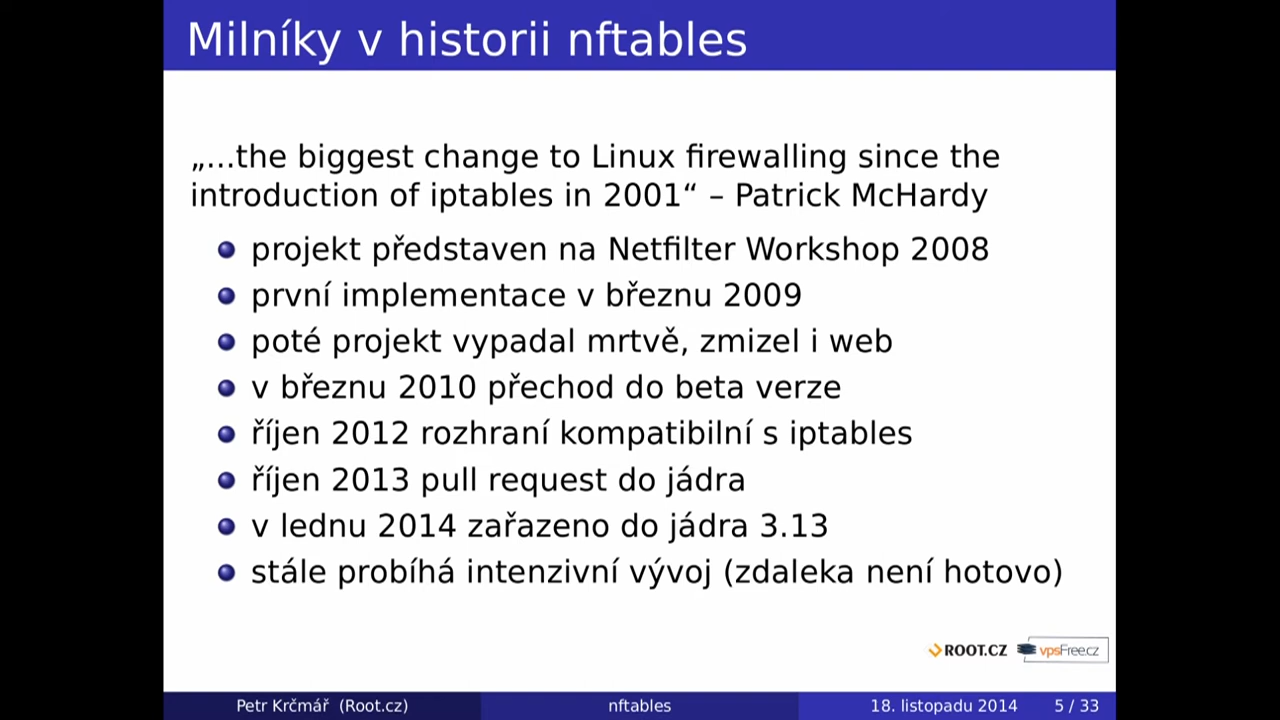 Milníky v historii nftables
„...the biggest change to Linux firewalling since the
introduction of iptables in 2001“ – Patrick McHardy
projekt představen na Netfilter Workshop 2008
první implementace v březnu 2009
poté projekt vypadal mrtvě, zmizel i web
v březnu 2010 přechod do beta verze
říjen 2012 rozhraní kompatibilní s iptables
říjen 2013 pull request do jádra
v lednu 2014 zařazeno do jádra 3.13
stále probíhá intenzivní vývoj (zdaleka není hotovo)
ROOT.CZ vpsFree.cz
Petr Krčmář (Root.cz) nftables 18. listopadu 2014 5 / 33